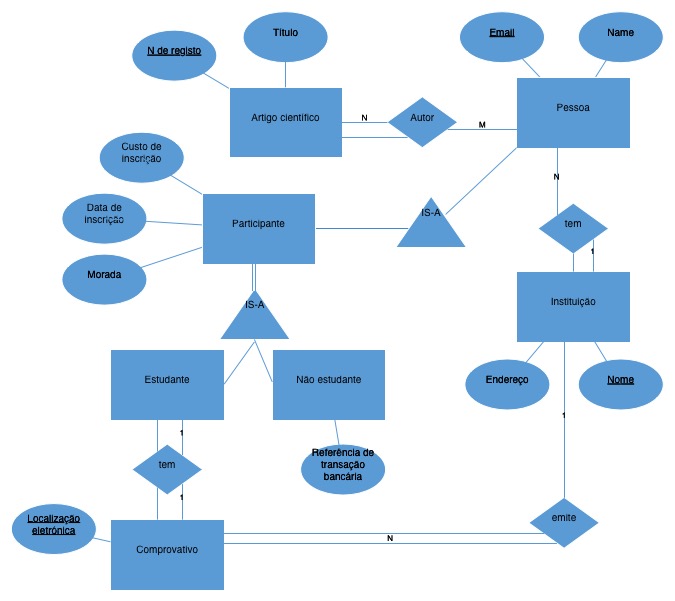 Título
Email
Name
N de registo
Artigo científico
N
Autor
M
Pessoa
Custo de
inscrição
N
Data de
inscrição
Participante
IS-A
tem
1
Morada
IS-A
Instituição
Estudante
Não estudante
Endereço
Nome
1
1
Referência de
transação
bancária
tem
1
Localização
eletrónica
emite
N
Comprovativo